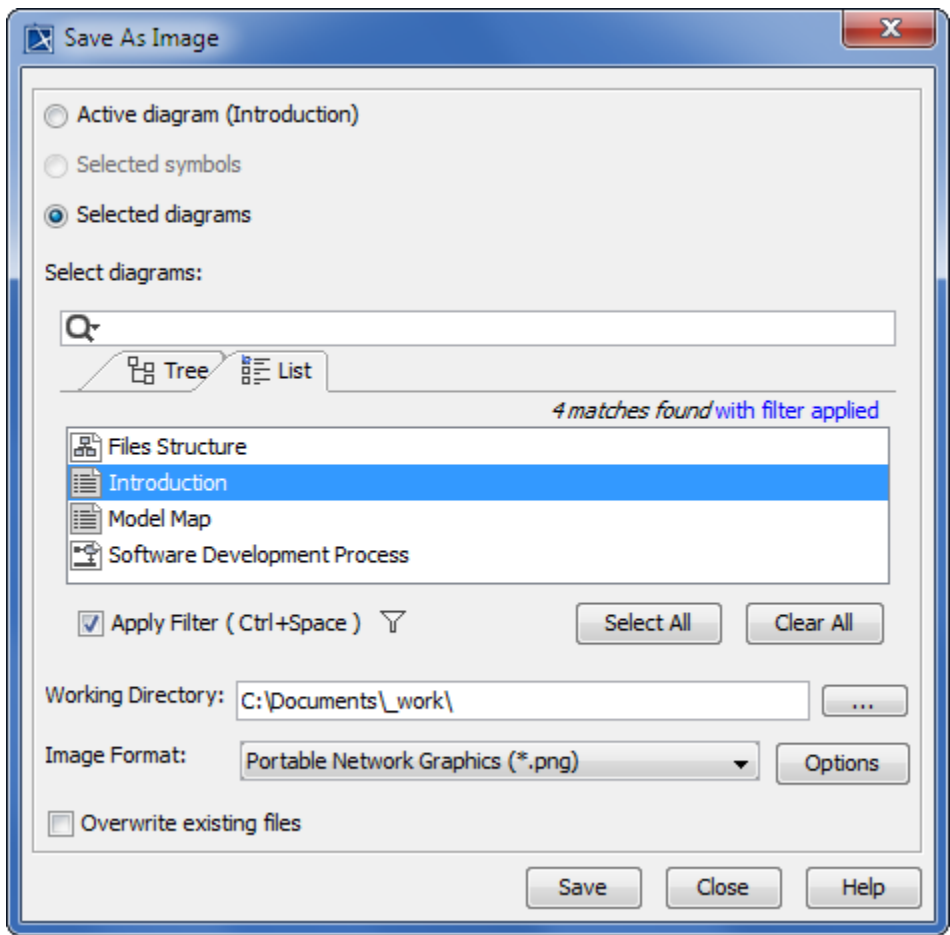 Save As Image
Active diagram (Introduction)
Selected symbols
Selected diagrams
Select diagrams:
Tree List
4 matches found with filter applied
Files Structure
Introduction
Model Map
Software Development Process
Apply Filter ( Ctrl+Space ) Select All Clear All
Working Directory: C:\Documents\_work\ ...
Image Format: Portable Network Graphics (*.png) Options
Overwrite existing files
Save Close Help